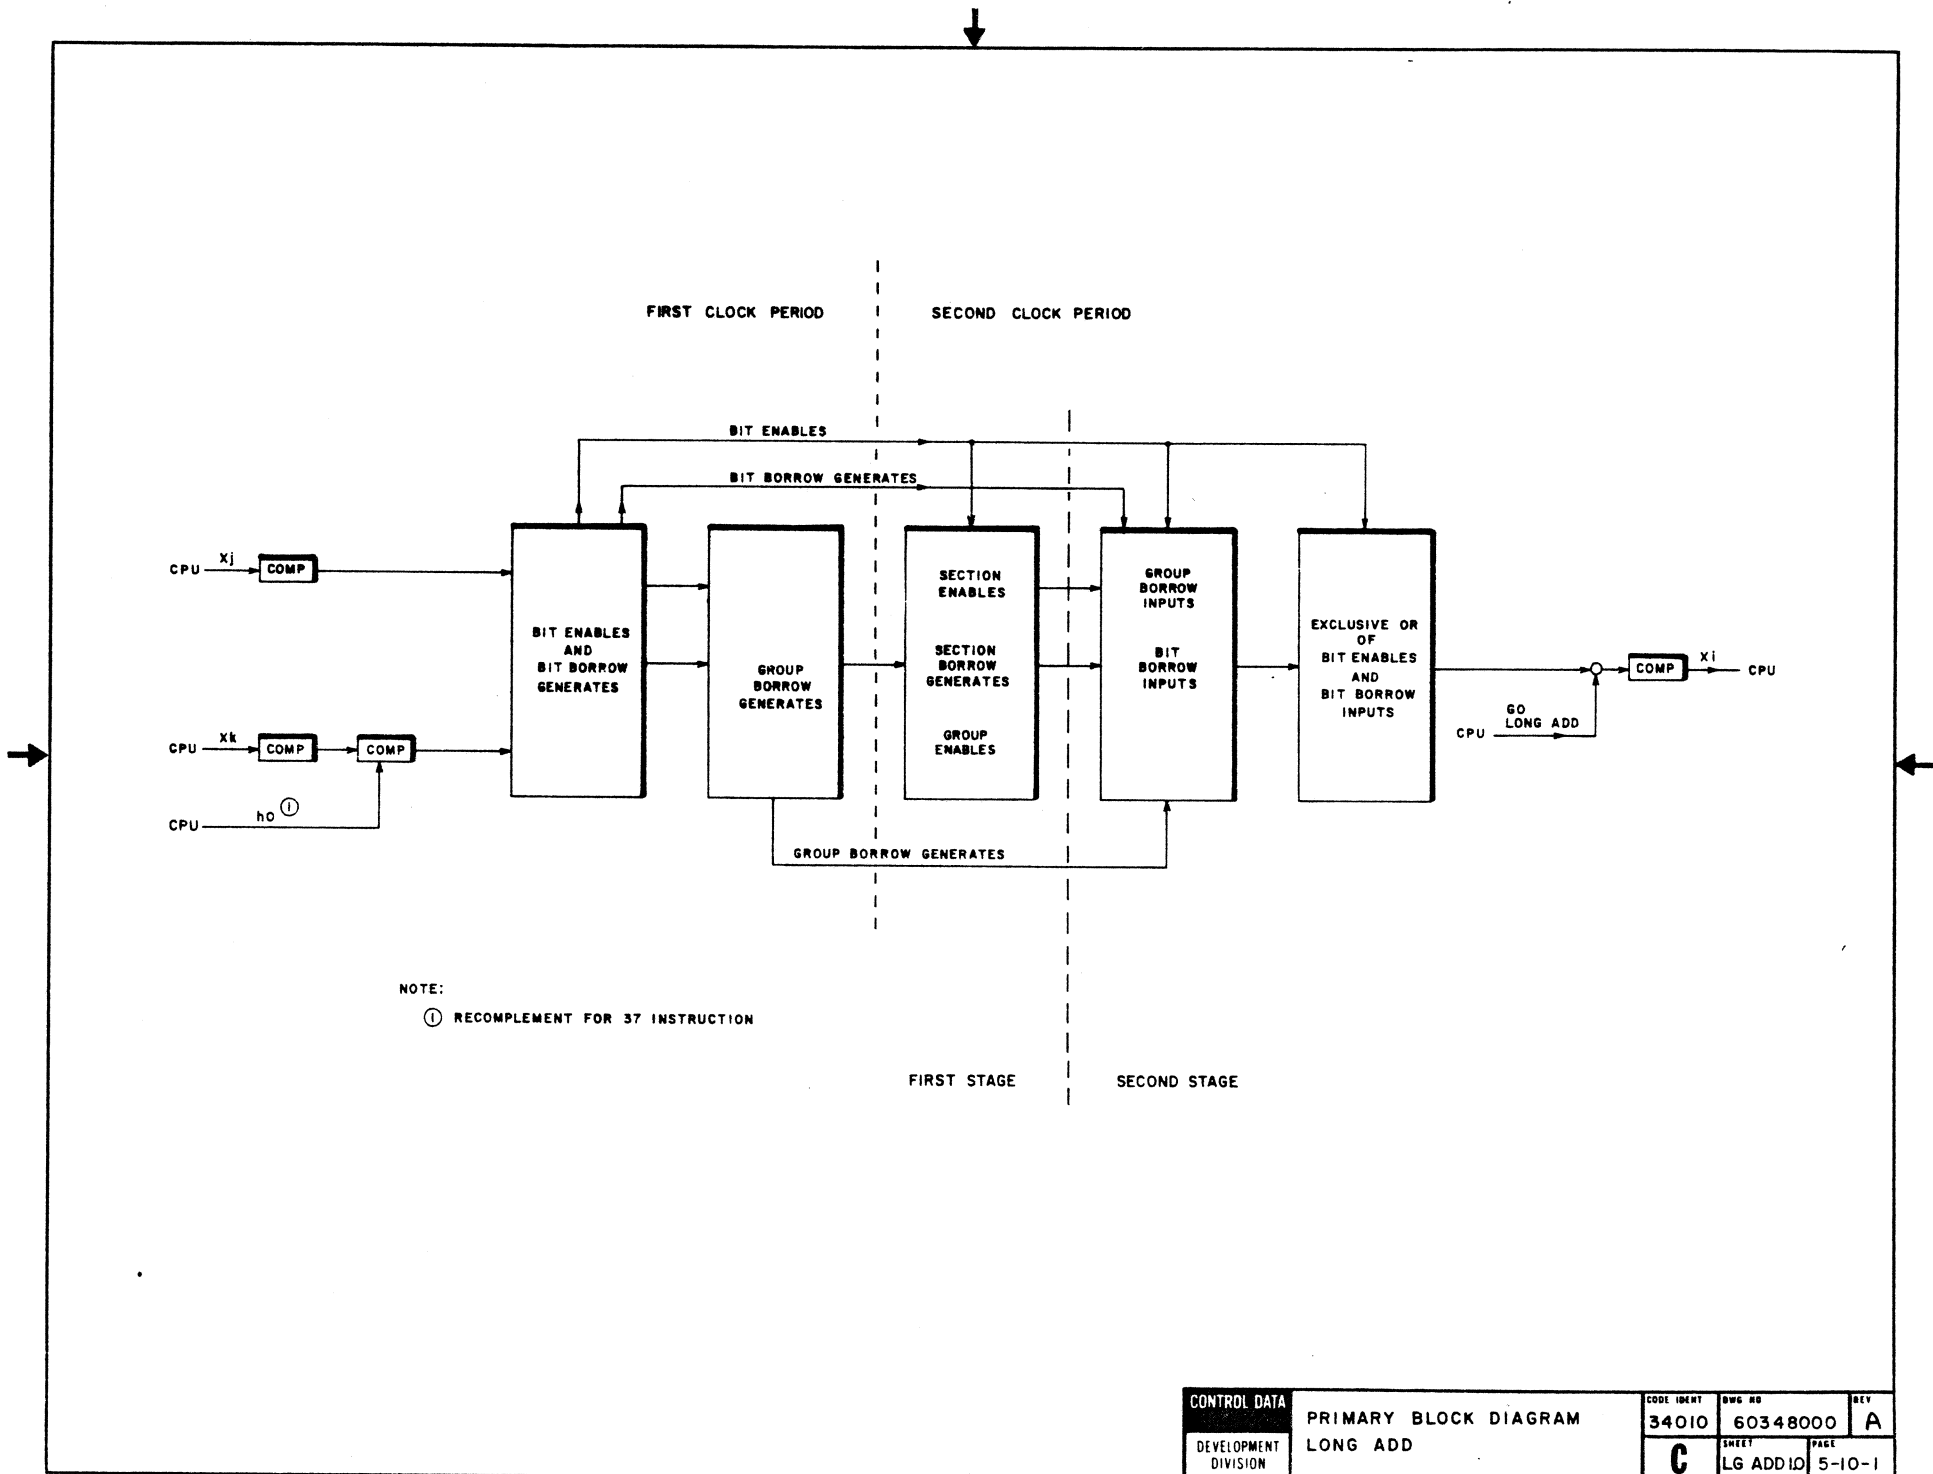 FIRST CLOCK PERIOD
SECOND CLOCK PERIOD
BIT ENABLES
BIT BORROW GENERATES
CPU
Xj
COMP
CPU
Xk
COMP
COMP
CPU
ho ①
BIT ENABLES
AND
BIT BORROW
GENERATES
GROUP
BORROW
GENERATES
SECTION
ENABLES
SECTION
BORROW
GENERATES
GROUP
ENABLES
GROUP
BORROW
INPUTS
BIT
BORROW
INPUTS
EXCLUSIVE OR
OF
BIT ENABLES
AND
BIT BORROW
INPUTS
GO
LONG ADD
CPU
COMP
Xi
CPU
GROUP BORROW GENERATES
NOTE:
① RECOMPLEMENT FOR 37 INSTRUCTION
FIRST STAGE
SECOND STAGE
CONTROL DATA
DEVELOPMENT
DIVISION
PRIMARY BLOCK DIAGRAM
LONG ADD
CODE IDENT
34010
DWG NO
60348000
REV
A
C
SHEET
LG ADD1.0
PAGE
5-10-1